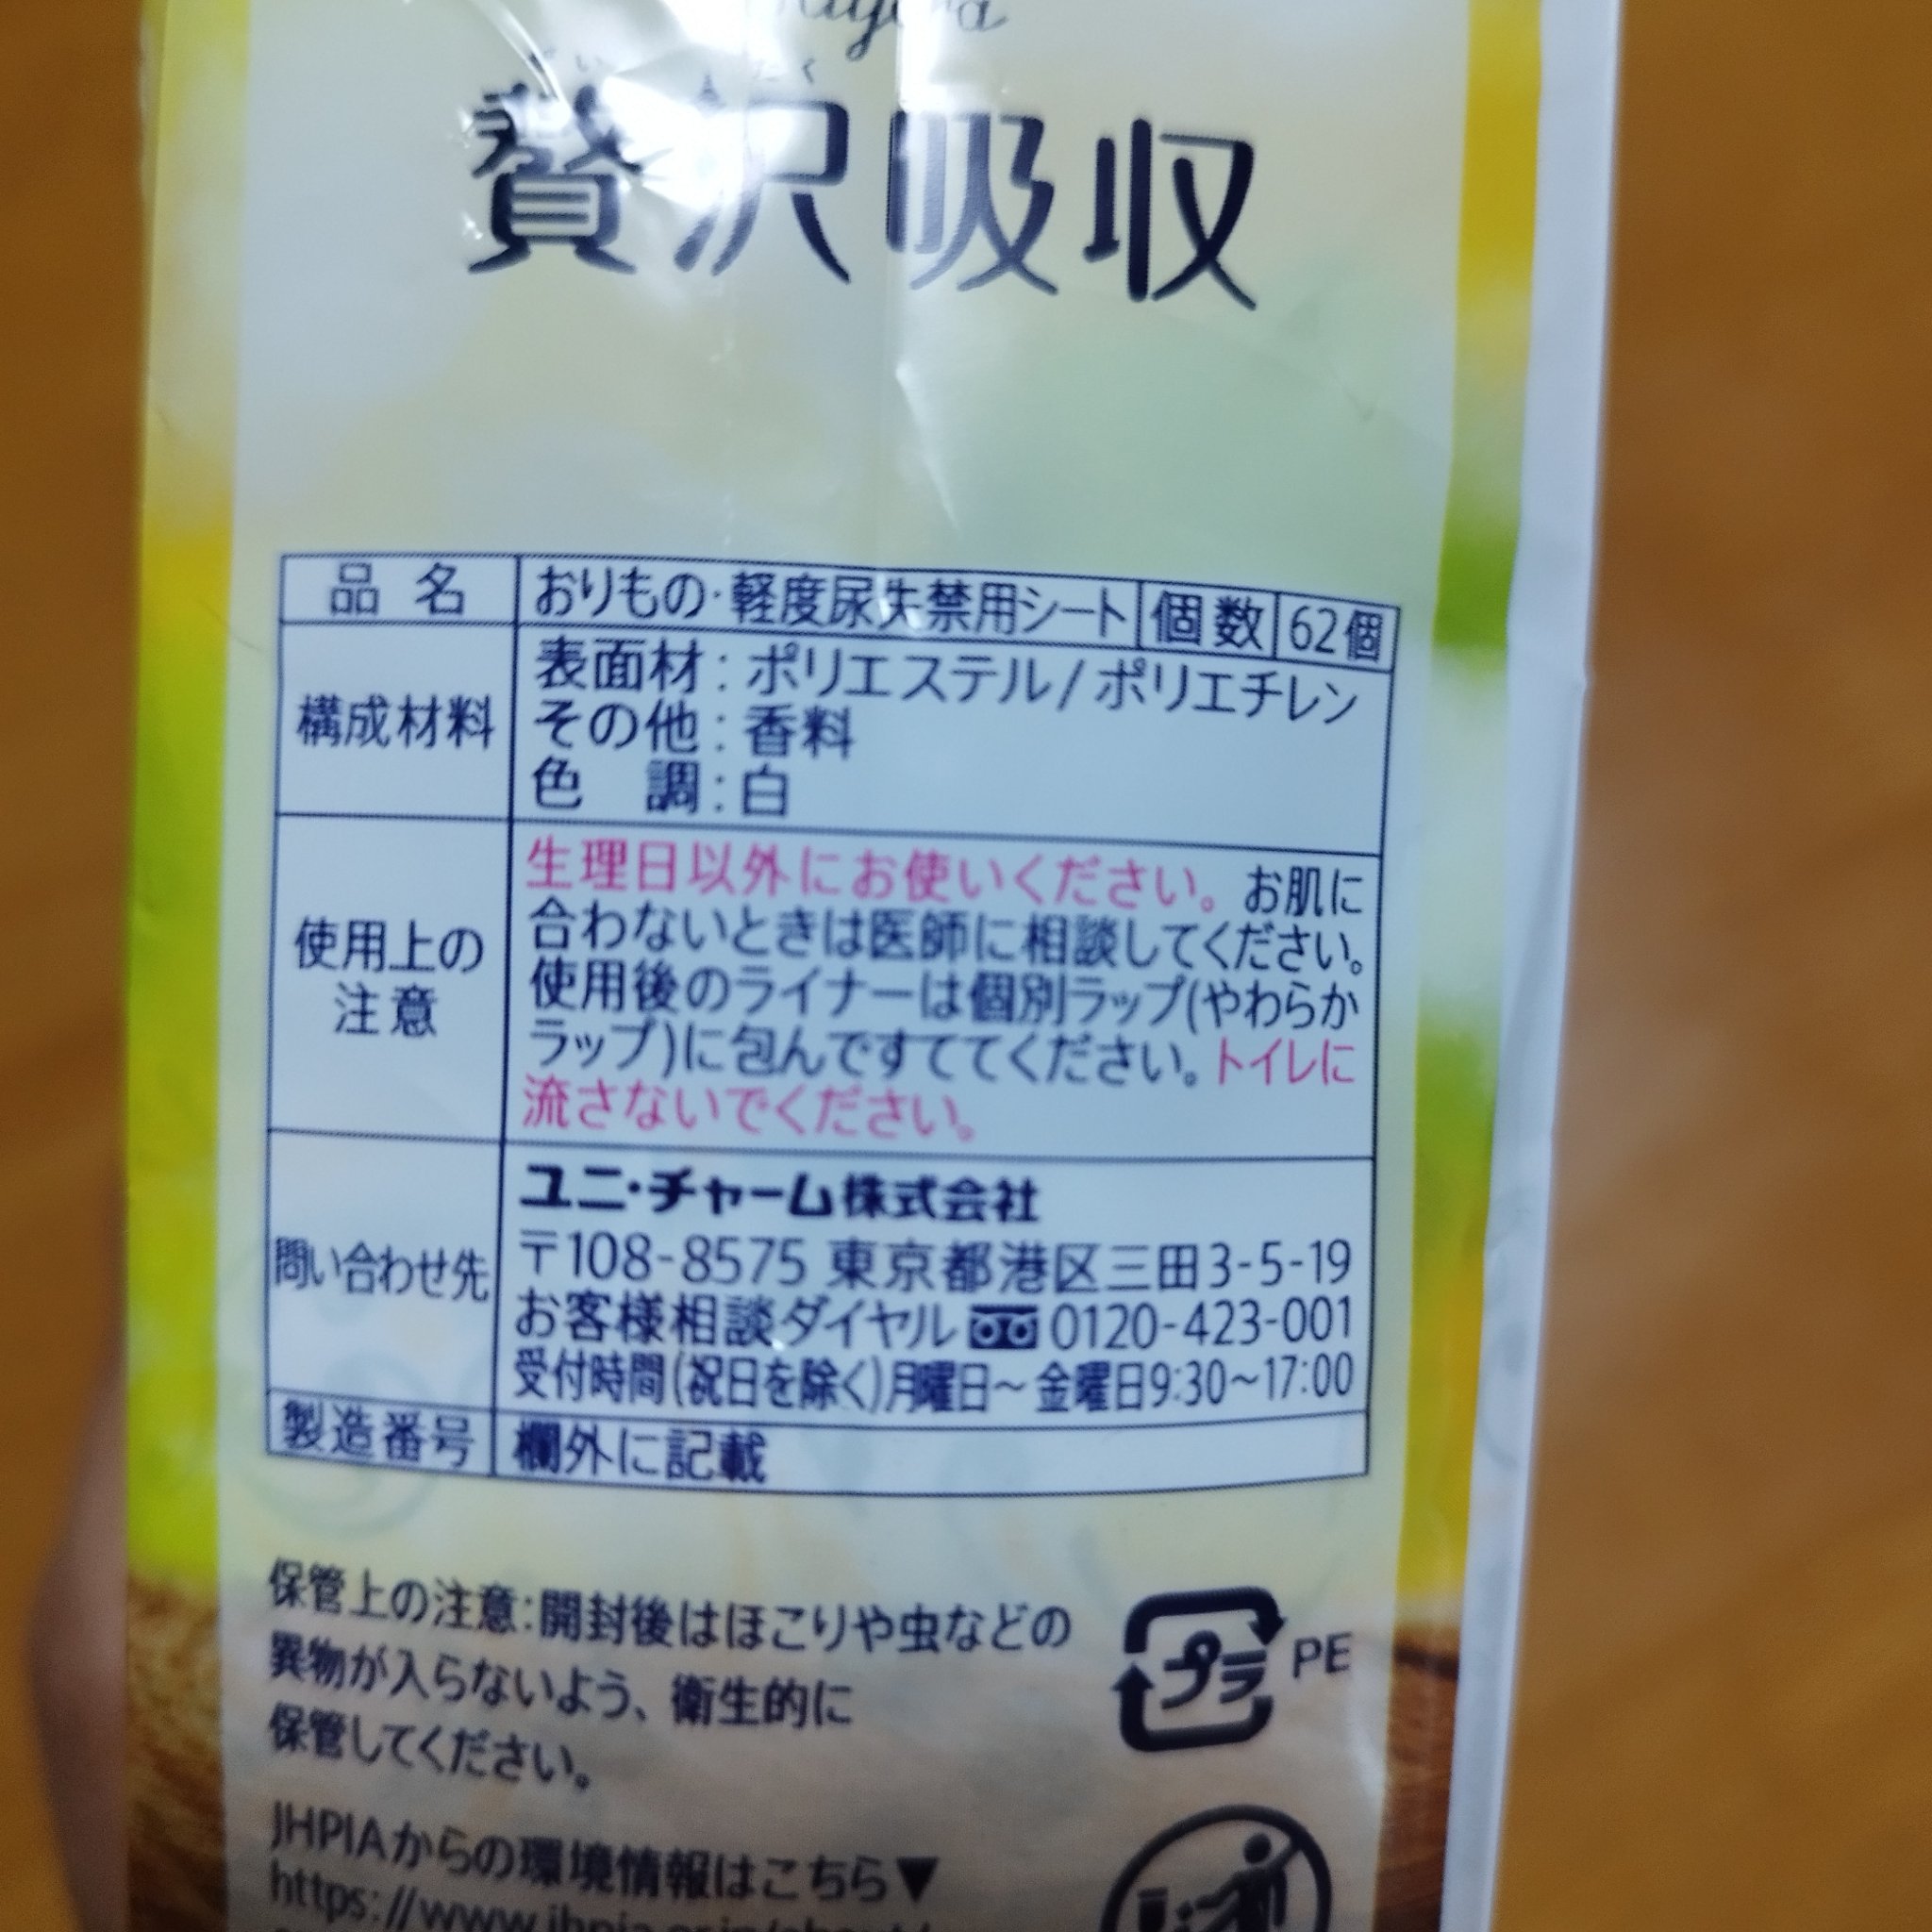 贅沢吸収
品名 おりもの・軽度尿失禁用シート 個数 62個
構成材料
表面材：ポリエステル/ポリエチレン
その他：香料
色　調：白
使用上の
注意
生理日以外にお使いください。お肌に
合わないときは医師に相談してください。
使用後のライナーは個別ラップ(やわらか
ラップ)に包んですててください。トイレに
流さないでください。
問い合わせ先
ユニ・チャーム株式会社
〒108-8575 東京都港区三田3-5-19
お客様相談ダイヤル 0120-423-001
受付時間(祝日を除く)月曜日～金曜日9:30～17:00
製造番号 欄外に記載
保管上の注意：開封後はほこりや虫などの
異物が入らないよう、衛生的に
保管してください。
プラ PE
JHPIAからの環境情報はこちら▼
https://www.jhpia.or.jp/about/